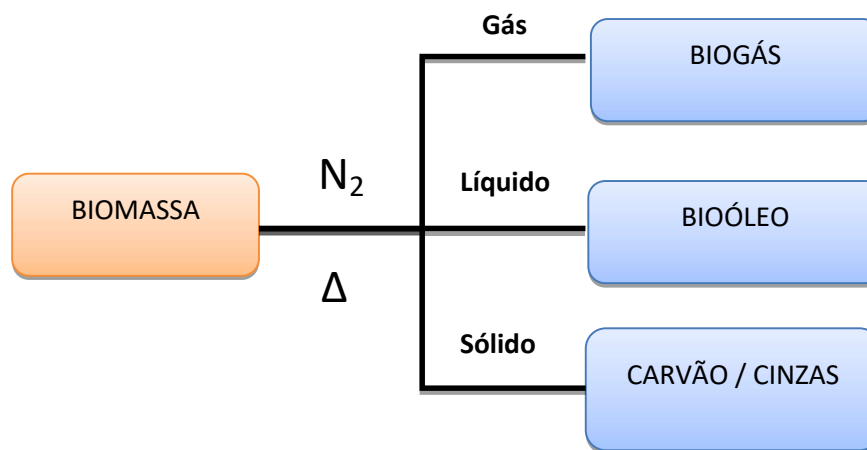 Gás
BIOGÁS
N₂
Líquido
BIOMASSA
BIOÓLEO
Δ
Sólido
CARVÃO / CINZAS